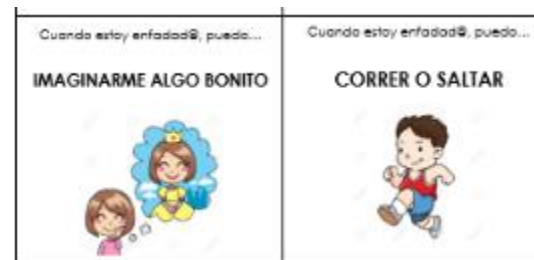 Cuando estoy enfadad@, puedo...
IMAGINARME ALGO BONITO
Cuando estoy enfadad@, puedo...
CORRER O SALTAR